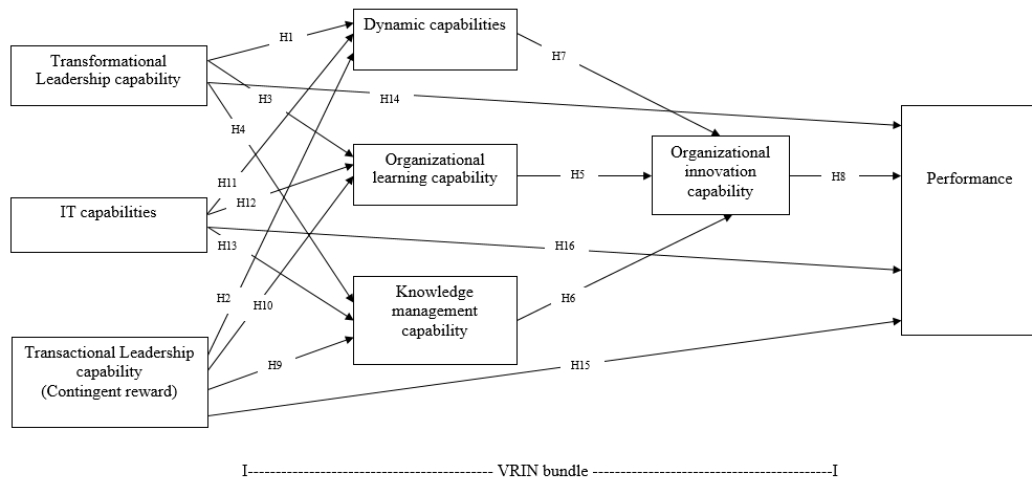 Dynamic capabilities
H1
H7
Transformational
Leadership capability
H14
H3
H4
Organizational
learning capability
Organizational
innovation
capability
Performance
H11
H5
H8
H12
IT capabilities
H13
H16
Knowledge
management
capability
H2
H10
H6
Transactional Leadership
capability
(Contingent reward)
H9
H15
I------------------------------------ VRIN bundle -----------------------------------I